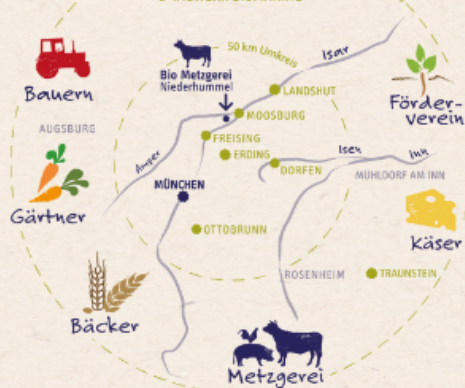 50 km Umkreis
Isar
Bio Metzgerei
Niederhummel
LANDSHUT
Bauern
MOOSBURG
Förder-
verein
AUGSBURG
FREISING
Amper
ERDING
Isen
Inn
DORFEN
MÜHLDORF AM INN
MÜNCHEN
Gärtner
OTTOBRUNN
Käser
ROSENHEIM
TRAUNSTEIN
Bäcker
Metzgerei